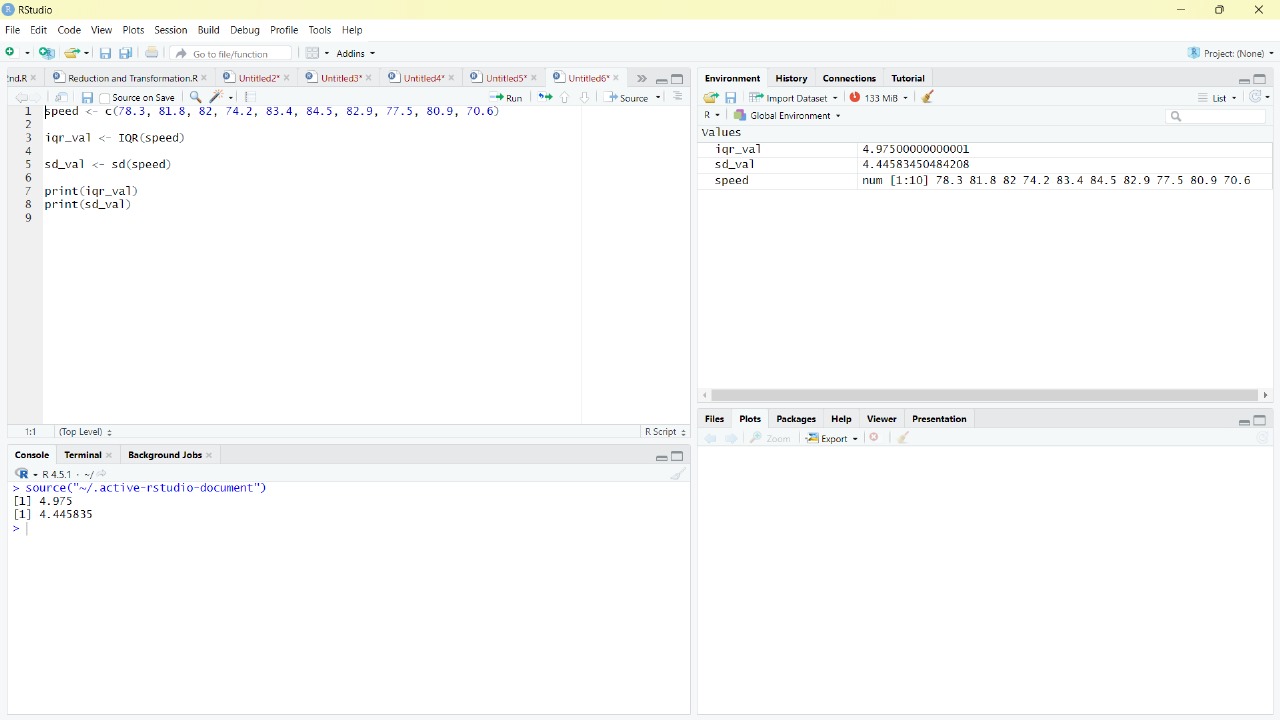 RStudio
File Edit Code View Plots Session Build Debug Profile Tools Help
Go to file/function Addins Project: (None)
End.R Reduction and Transformation.R Untitled2* Untitled3* Untitled4* Untitled5* Untitled6*
Source on Save Run Source
1 speed <- c(78.3, 81.8, 82, 74.2, 83.4, 84.5, 82.9, 77.5, 80.9, 70.6)
2
3 iqr_val <- IQR(speed)
4
5 sd_val <- sd(speed)
6
7 print(iqr_val)
8 print(sd_val)
9
1:1 (Top Level) R Script
Console Terminal Background Jobs
R 4.5.1 · ~/
> source("~/.active-rstudio-document")
[1] 4.975
[1] 4.445835
>
Environment History Connections Tutorial
Import Dataset 133 MiB List
R Global Environment
Values
iqr_val 4.97500000000001
sd_val 4.44583450484208
speed num [1:10] 78.3 81.8 82 74.2 83.4 84.5 82.9 77.5 80.9 70.6
Files Plots Packages Help Viewer Presentation
Zoom Export